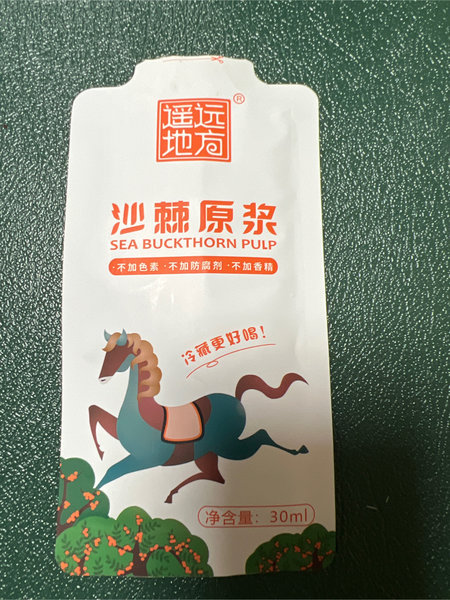 遥远
地方
®
沙棘原浆
SEA BUCKTHORN PULP
·不加色素 ·不加防腐剂 ·不加香精
冷藏更好喝!
净含量: 30ml